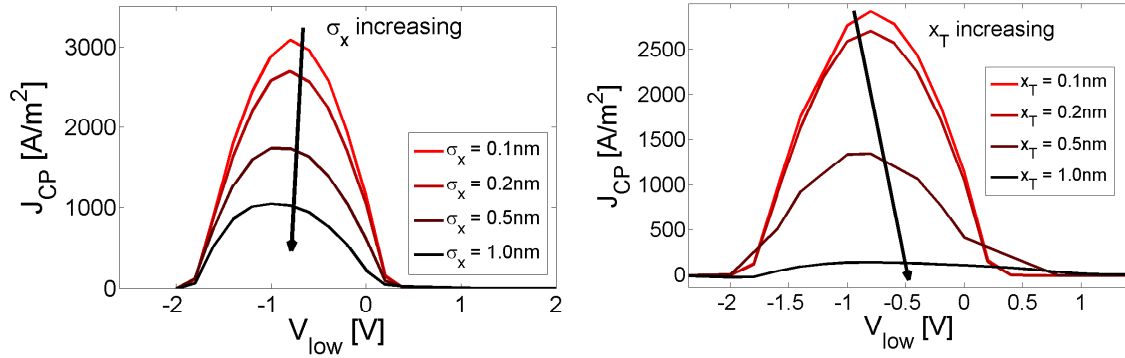 σx increasing
3000
2000
1000
0
JCP [A/m2]
σx = 0.1nm
σx = 0.2nm
σx = 0.5nm
σx = 1.0nm
-2
-1
0
1
2
Vlow [V]
xT increasing
2500
2000
1500
1000
500
0
JCP [A/m2]
xT = 0.1nm
xT = 0.2nm
xT = 0.5nm
xT = 1.0nm
-2
-1.5
-1
-0.5
0
0.5
1
Vlow [V]